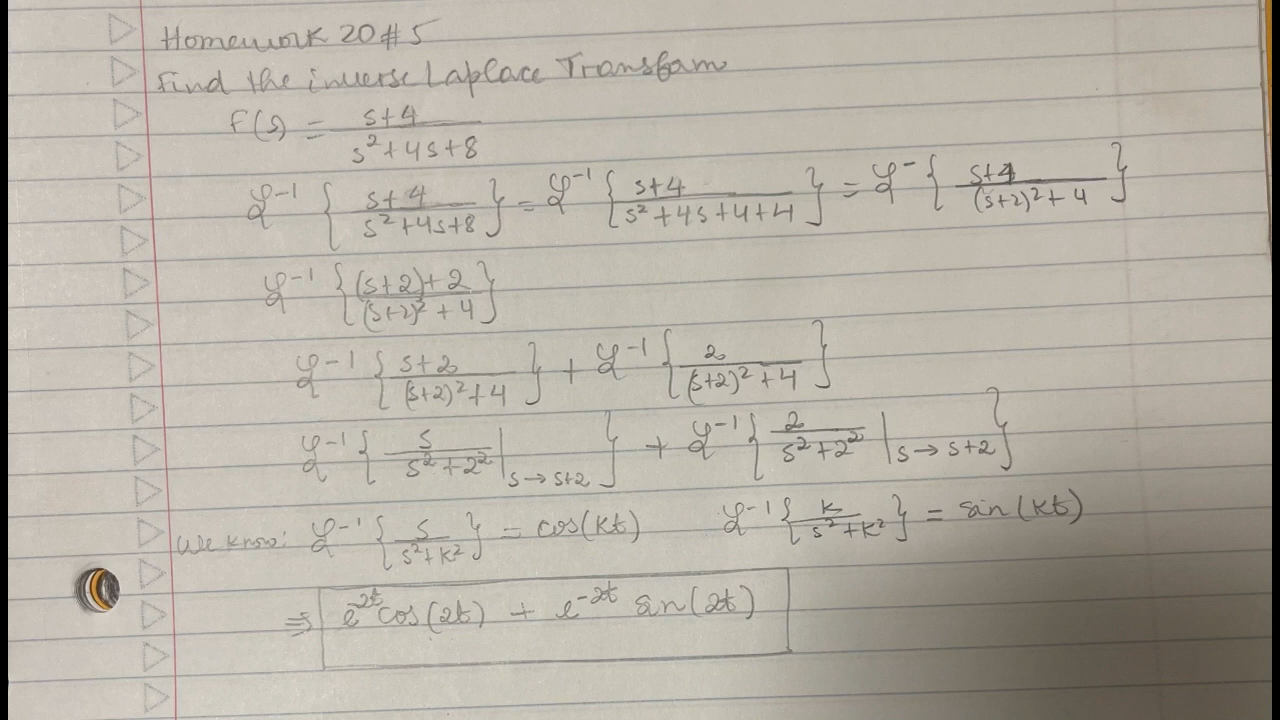 Homework 20#5
Find the inverse Laplace Transfom
F(s) = s+4 / s²+4s+8
ℒ⁻¹ { s+4 / s²+4s+8 } = ℒ⁻¹ { s+4 / s²+4s+4+4 } = ℒ⁻ { s+4 / (s+2)²+4 }
ℒ⁻¹ { (s+2)+2 / (s+2)²+4 }
ℒ⁻¹ { s+2 / (s+2)²+4 } + ℒ⁻¹ { 2 / (s+2)²+4 }
ℒ⁻¹ { s / s²+2² | s→s+2 } + ℒ⁻¹ { 2 / s²+2² | s→s+2 }
We know: ℒ⁻¹ { s / s²+k² } = cos(kt) ℒ⁻¹ { k / s²+k² } = sin(kt)
⇒ e^-2t cos(2t) + e^-2t sin(2t)